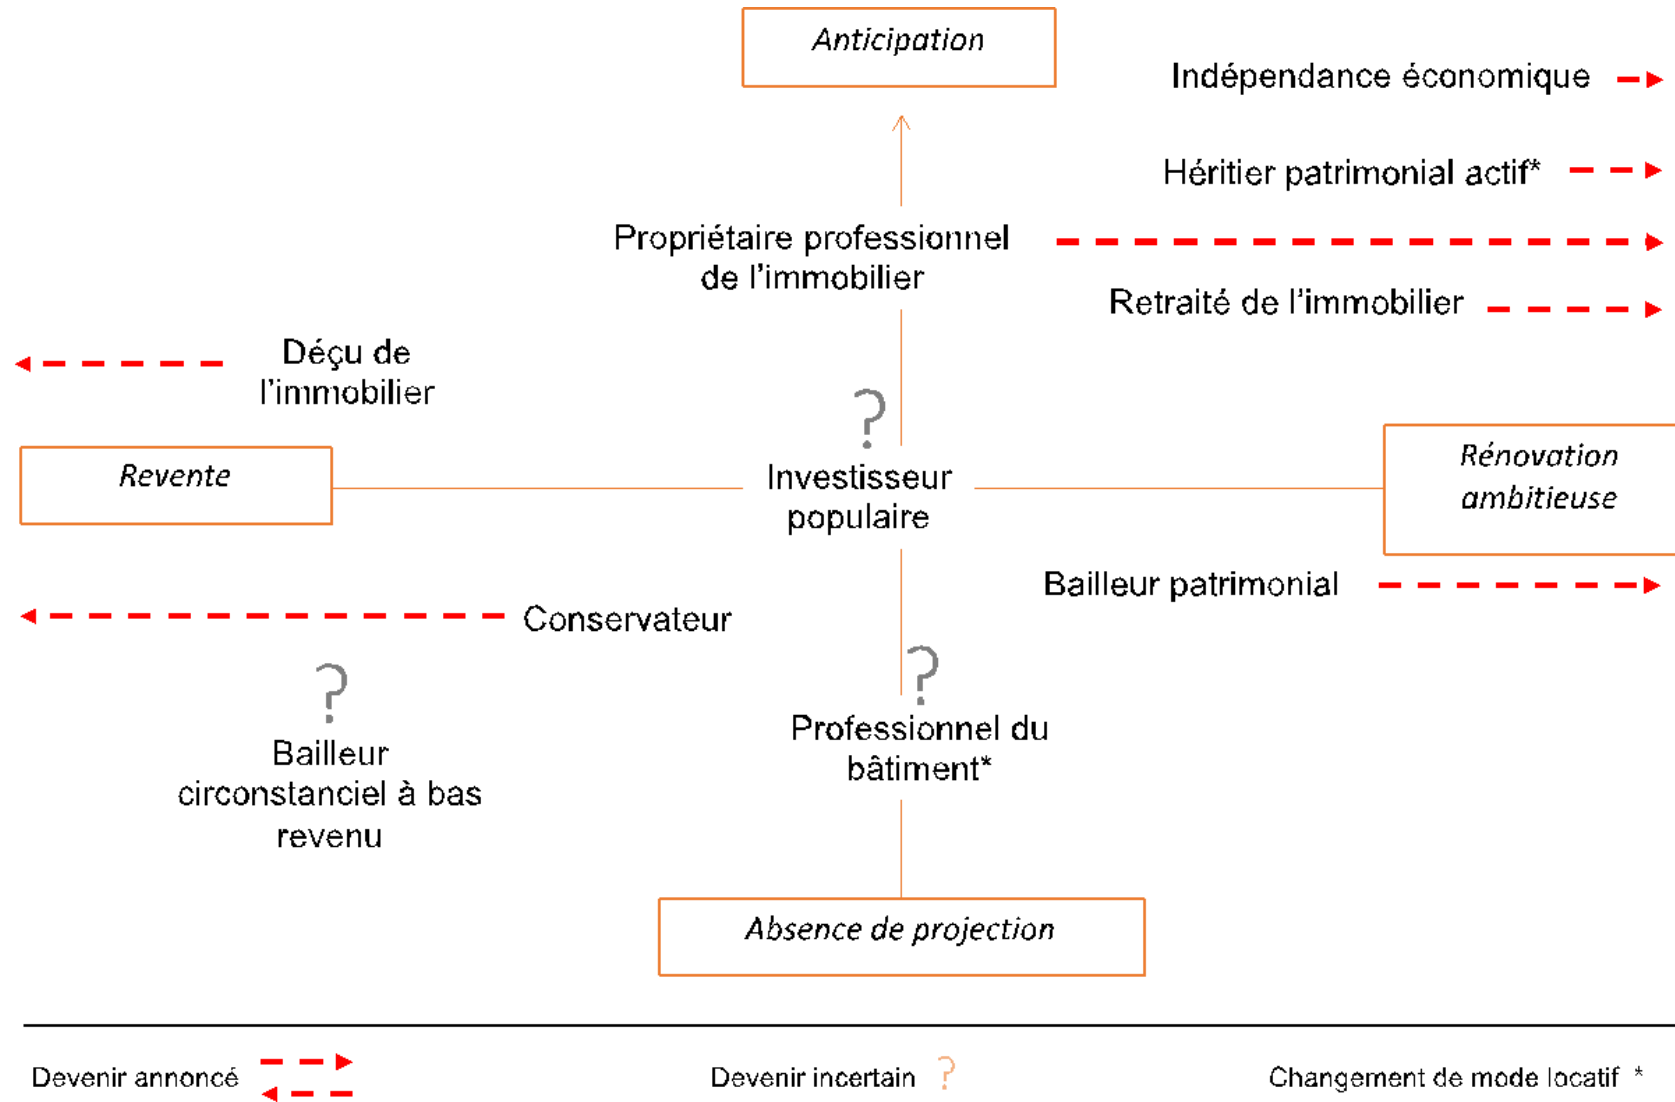 Anticipation
Indépendance économique
Héritier patrimonial actif*
Propriétaire professionnel
de l'immobilier
Retraité de l'immobilier
Déçu de
l'immobilier
?
Revente
Investisseur
populaire
Rénovation
ambitieuse
Bailleur patrimonial
Conservateur
?
?
Professionnel du
bâtiment*
Bailleur
circonstanciel à bas
revenu
Absence de projection
Devenir annoncé
Devenir incertain ?
Changement de mode locatif *